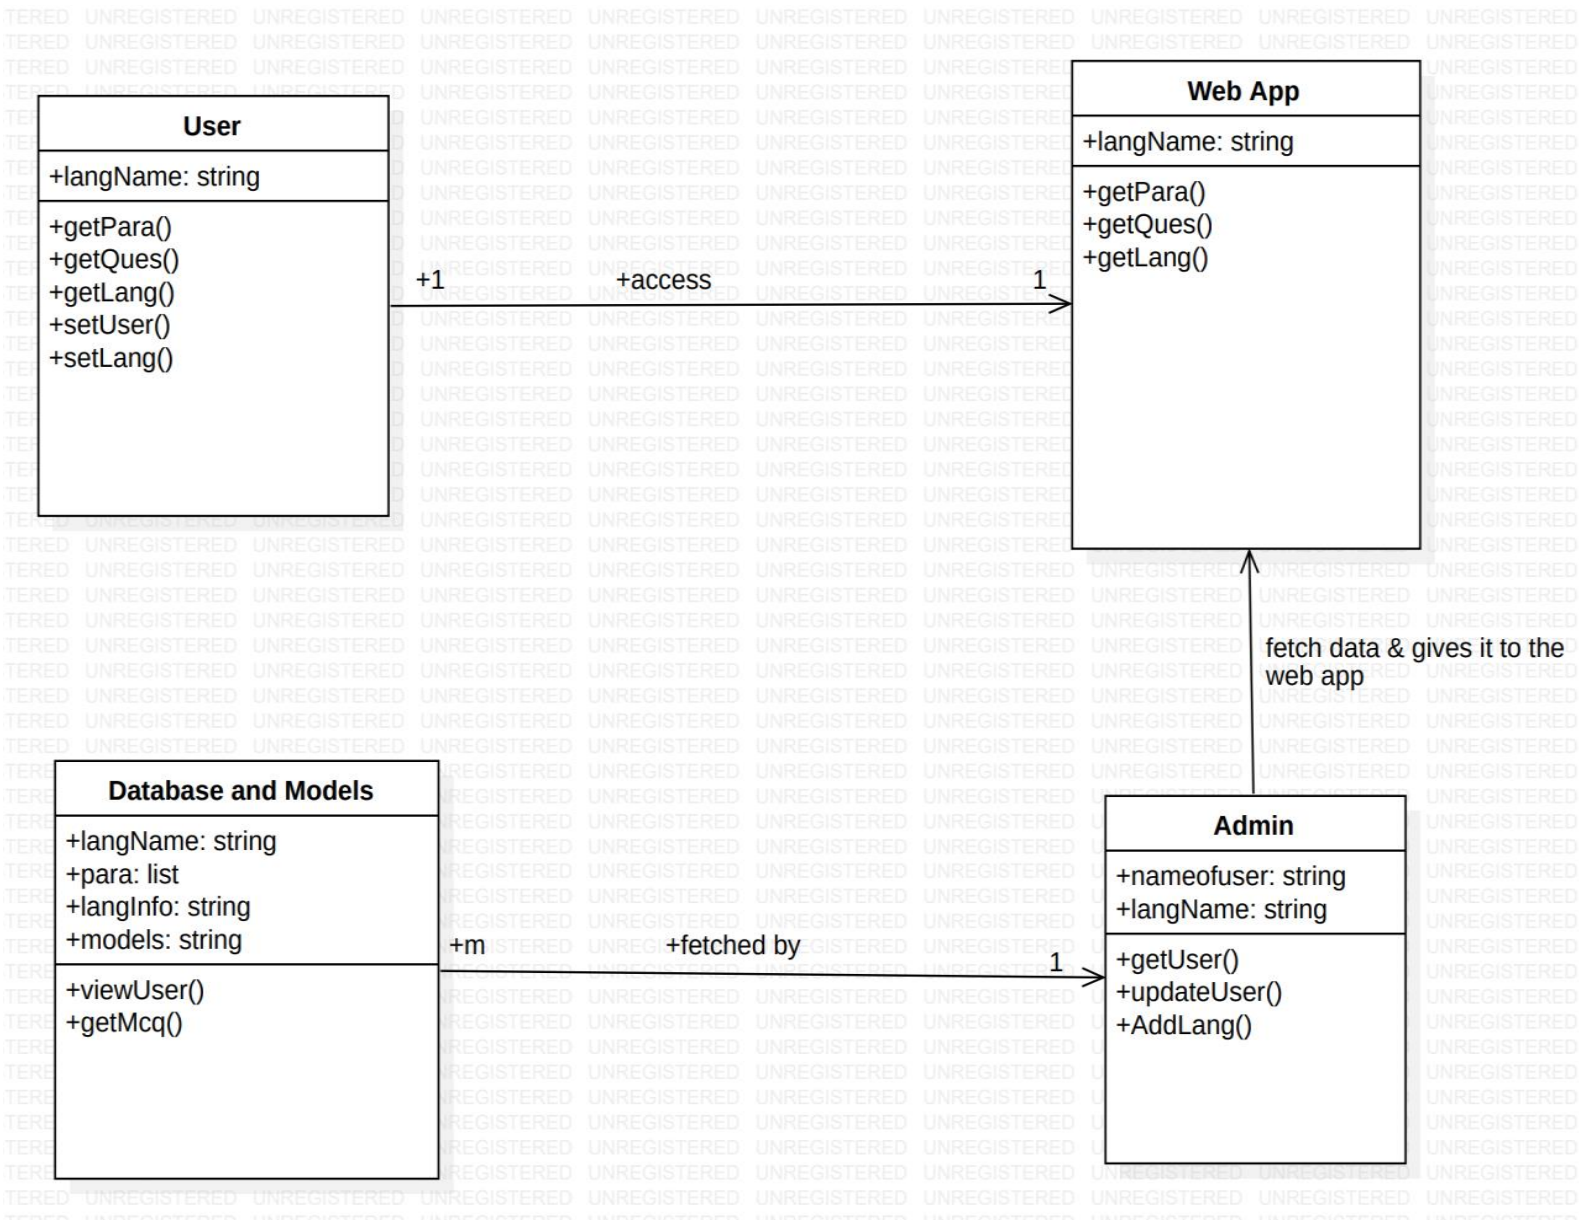 User
+langName: string
+getPara()
+getQues()
+getLang()
+setUser()
+setLang()
+1
+access
1
Web App
+langName: string
+getPara()
+getQues()
+getLang()
fetch data & gives it to the
web app
Database and Models
+langName: string
+para: list
+langInfo: string
+models: string
+viewUser()
+getMcq()
+m
+fetched by
1
Admin
+nameofuser: string
+langName: string
+getUser()
+updateUser()
+AddLang()
UNREGISTERED